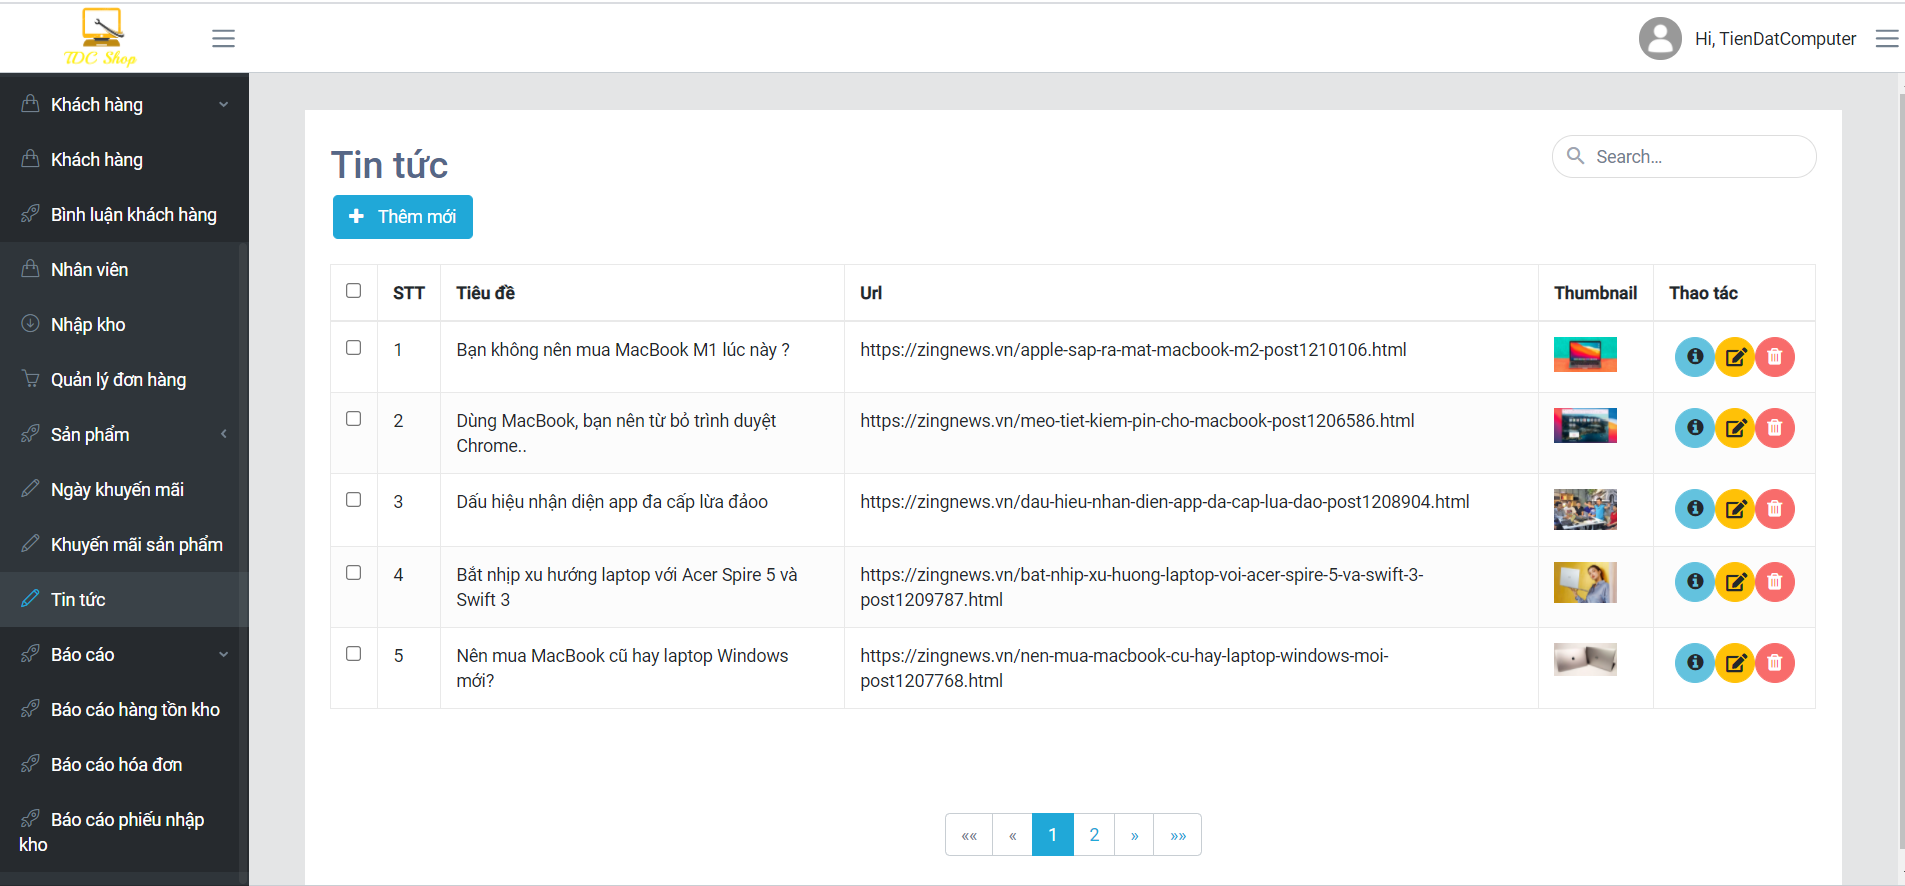 TDC Shop
Hi, TienDatComputer
Khách hàng
Khách hàng
Bình luận khách hàng
Nhân viên
Nhập kho
Quản lý đơn hàng
Sản phẩm
Ngày khuyến mãi
Khuyến mãi sản phẩm
Tin tức
Báo cáo
Báo cáo hàng tồn kho
Báo cáo hóa đơn
Báo cáo phiếu nhập
kho
Tin tức
Search...
Thêm mới
STT Tiêu đề Url Thumbnail Thao tác
1 Bạn không nên mua MacBook M1 lúc này ? https://zingnews.vn/apple-sap-ra-mat-macbook-m2-post1210106.html
2 Dùng MacBook, bạn nên từ bỏ trình duyệt https://zingnews.vn/meo-tiet-kiem-pin-cho-macbook-post1206586.html
Chrome..
3 Dấu hiệu nhận diện app đa cấp lừa đảoo https://zingnews.vn/dau-hieu-nhan-dien-app-da-cap-lua-dao-post1208904.html
4 Bắt nhịp xu hướng laptop với Acer Spire 5 và https://zingnews.vn/bat-nhip-xu-huong-laptop-voi-acer-spire-5-va-swift-3-
Swift 3 post1209787.html
5 Nên mua MacBook cũ hay laptop Windows https://zingnews.vn/nen-mua-macbook-cu-hay-laptop-windows-moi-
mới? post1207768.html
«« « 1 2 » »»